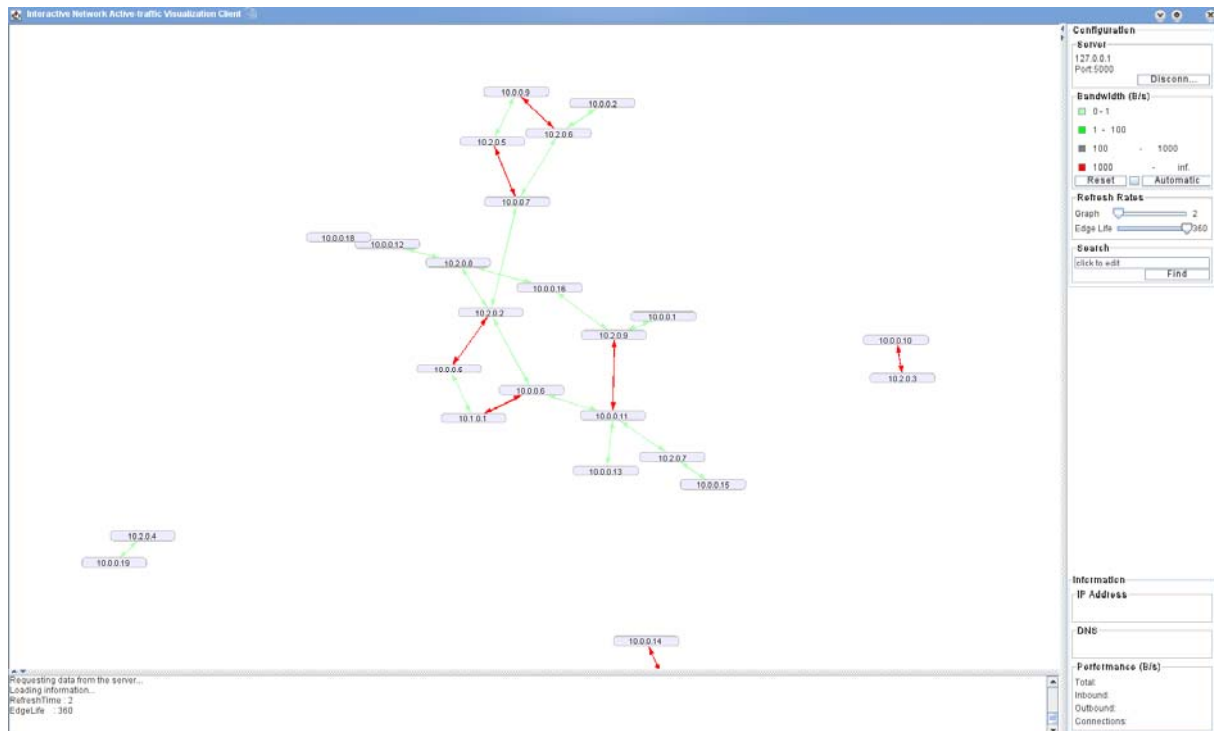 Interactive Network Active-traffic Visualization Client
10.0.0.9
10.0.0.2
10.2.0.6
10.2.0.5
10.0.0.7
10.0.0.18
10.0.0.12
10.2.0.8
10.0.0.16
10.2.0.2
10.0.0.1
10.2.0.9
10.0.0.10
10.0.0.5
10.2.0.3
10.0.0.6
10.1.0.1
10.0.0.11
10.2.0.7
10.0.0.13
10.0.0.15
10.2.0.4
10.0.0.19
10.0.0.14
Configuration
Server
127.0.0.1
Port:5000
Disconn...
Bandwidth (B/s)
0 - 1
1 - 100
100 - 1000
1000 - inf.
Reset Automatic
Refresh Rates
Graph 2
Edge Life 360
Search
click to edit
Find
Information
IP Address
DNS
Performance (B/s)
Total:
Inbound:
Outbound:
Connections:
Requesting data from the server...
Loading information...
RefreshTime : 2
EdgeLife : 360